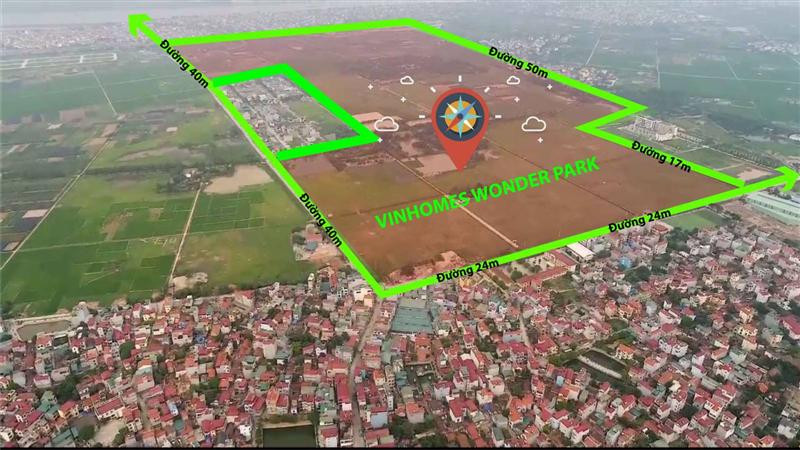 Đường 40m
Đường 50m
Đường 17m
VINHOMES WONDER PARK
Đường 40m
Đường 24m
Đường 24m